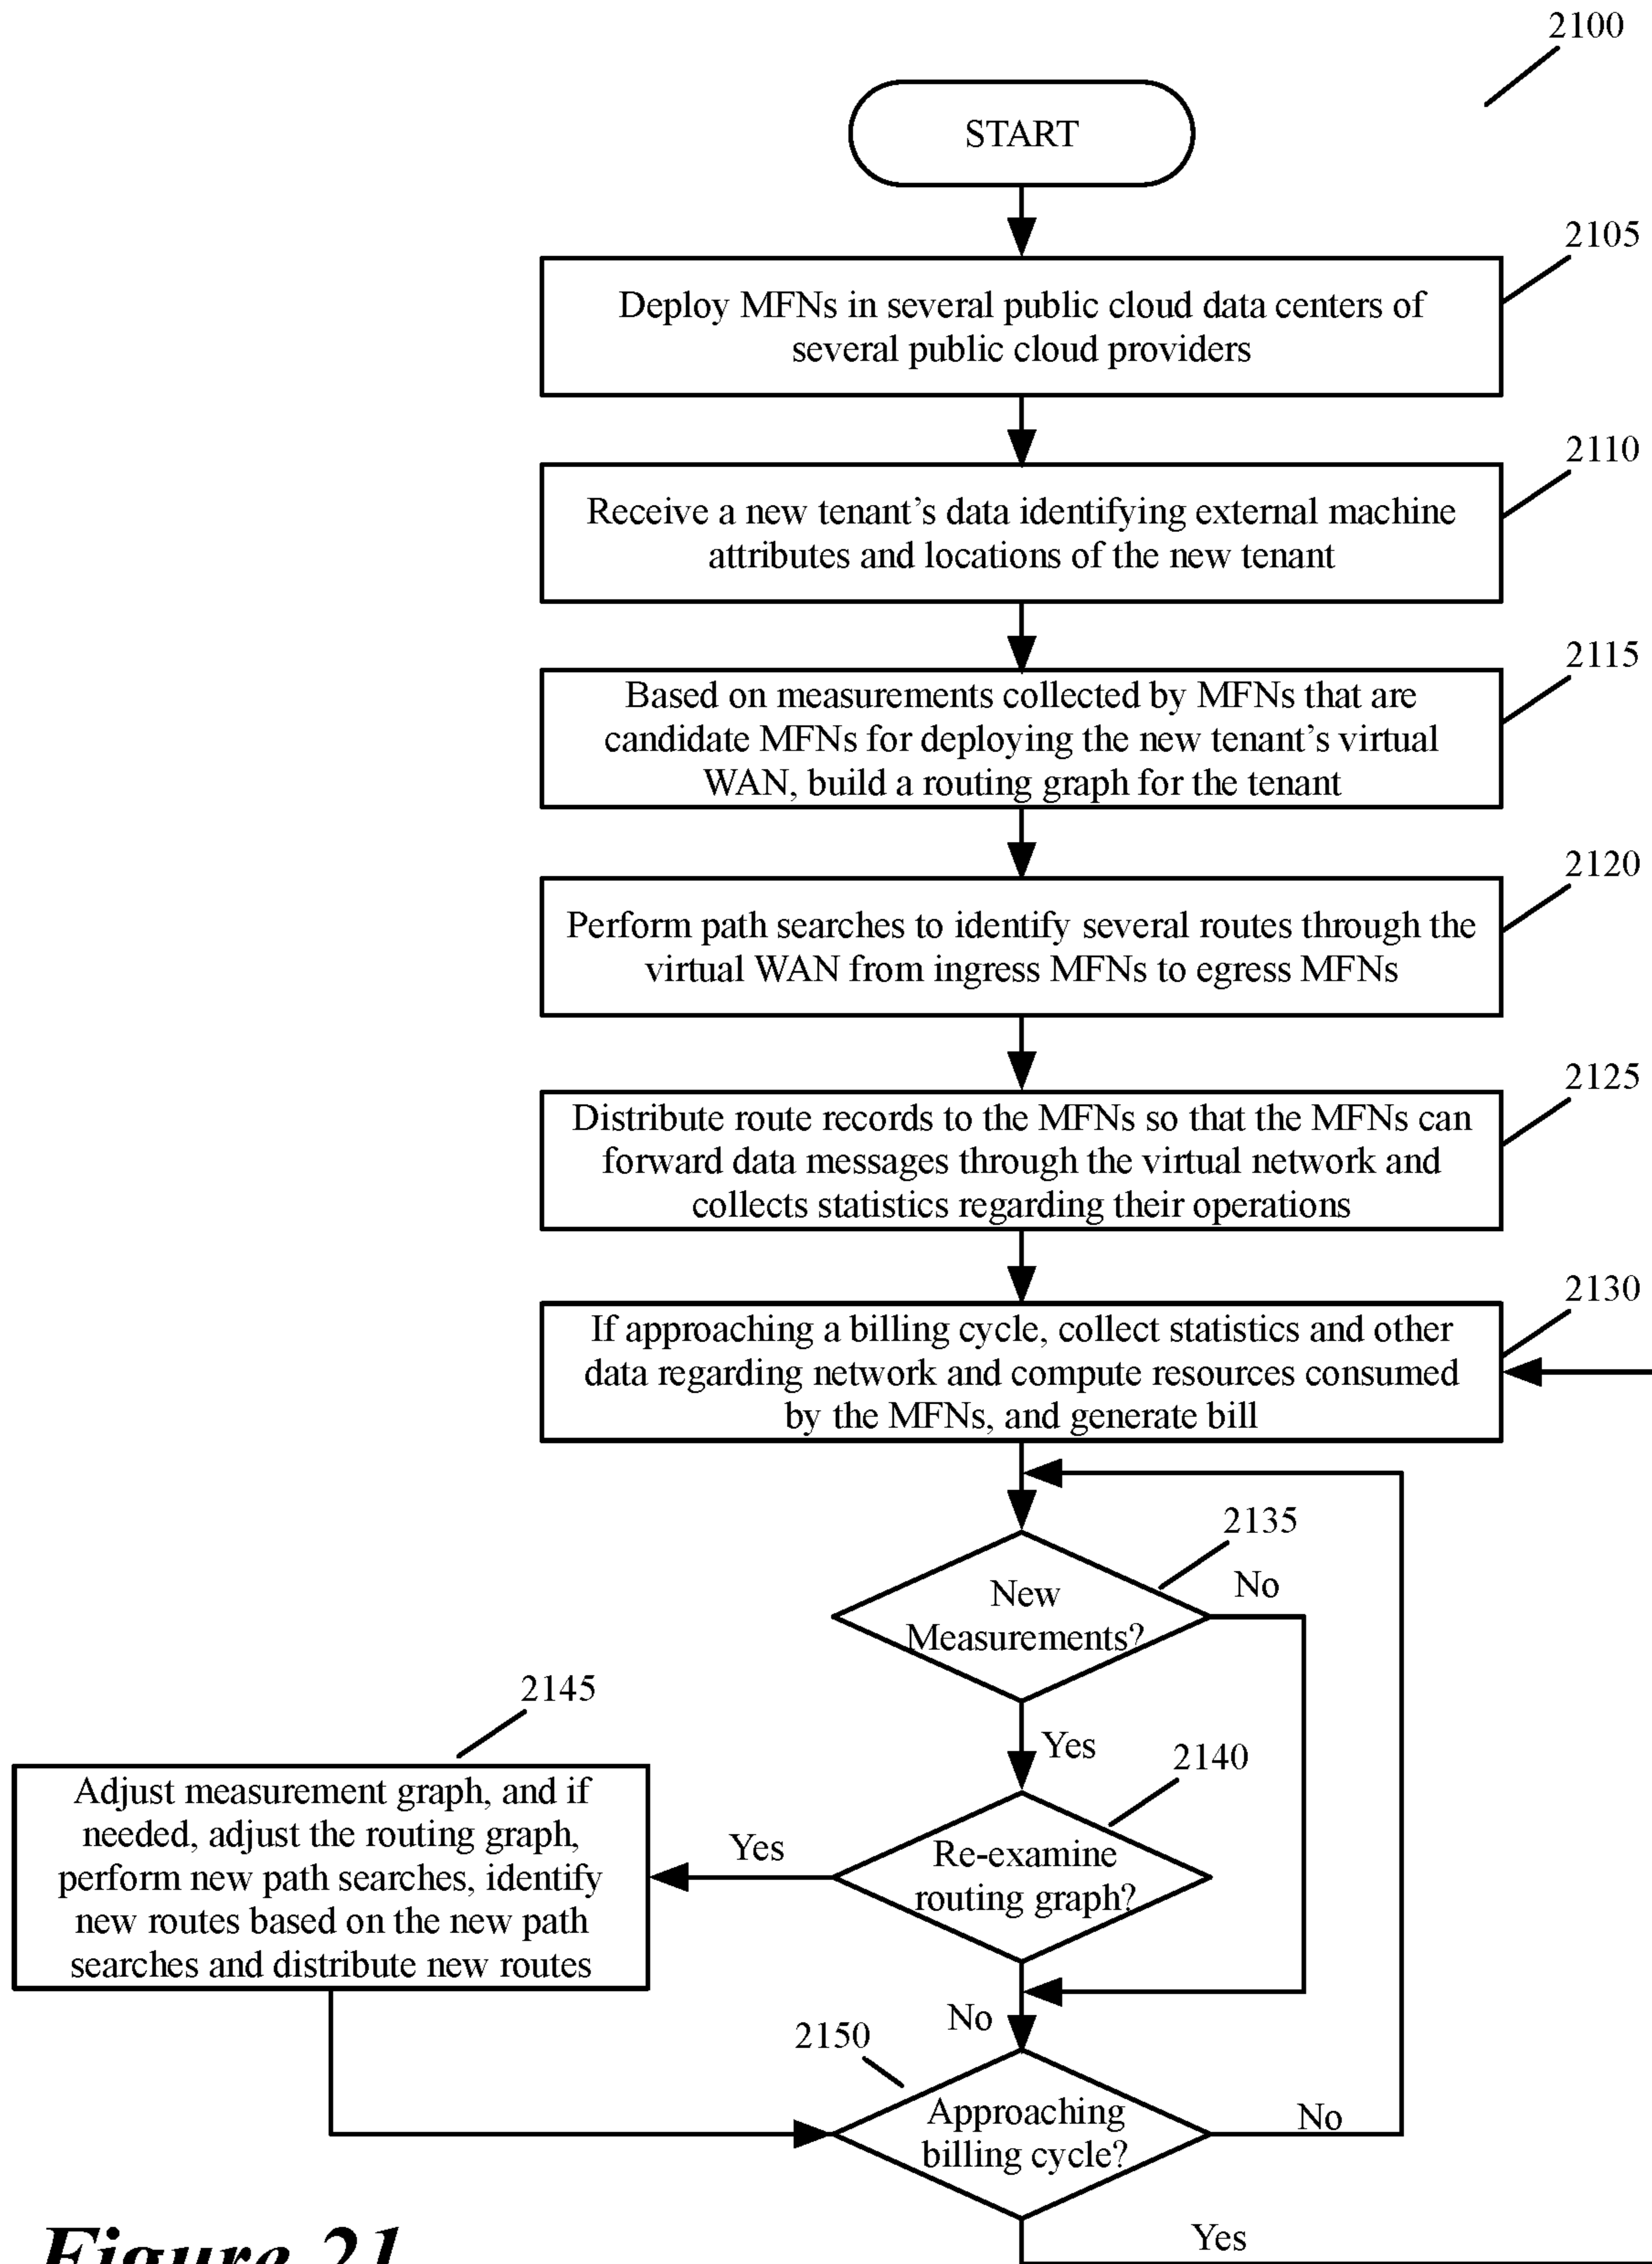 2100
START
2105
Deploy MFNs in several public cloud data centers of
several public cloud providers
2110
Receive a new tenant’s data identifying external machine
attributes and locations of the new tenant
2115
Based on measurements collected by MFNs that are
candidate MFNs for deploying the new tenant’s virtual
WAN, build a routing graph for the tenant
2120
Perform path searches to identify several routes through the
virtual WAN from ingress MFNs to egress MFNs
2125
Distribute route records to the MFNs so that the MFNs can
forward data messages through the virtual network and
collects statistics regarding their operations
2130
If approaching a billing cycle, collect statistics and other
data regarding network and compute resources consumed
by the MFNs, and generate bill
2135
New
Measurements?
No
Yes
2140
Re-examine
routing graph?
Yes
2145
Adjust measurement graph, and if
needed, adjust the routing graph,
perform new path searches, identify
new routes based on the new path
searches and distribute new routes
No
2150
Approaching
billing cycle?
No
Yes
Figure 21